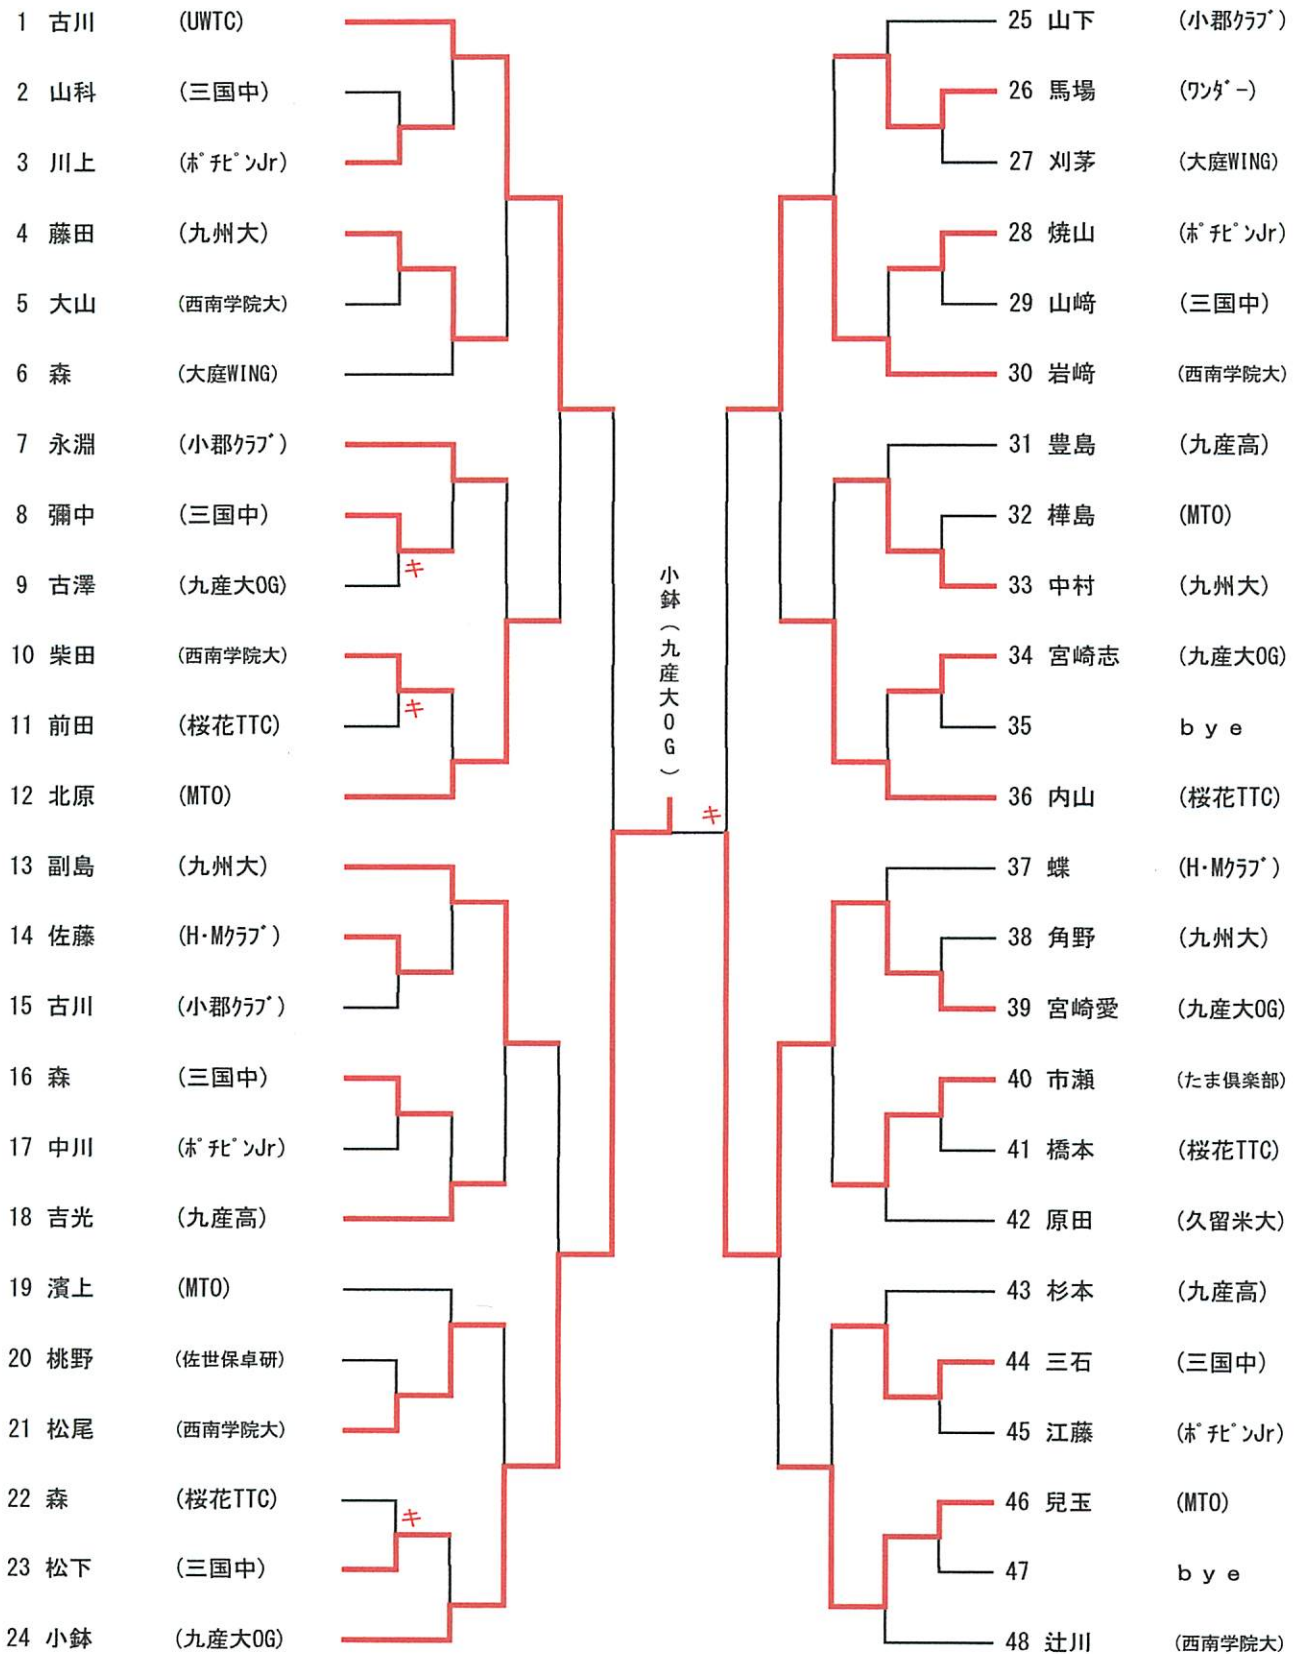 1 古川 (UWTC)
2 山科 (三国中)
3 川上 (ﾎﾟﾁﾋﾟﾝJr)
4 藤田 (九州大)
5 大山 (西南学院大)
6 森 (大庭WING)
7 永淵 (小郡ｸﾗﾌﾞ)
8 彌中 (三国中)
キ
9 古澤 (九産大OG)
10 柴田 (西南学院大)
キ
11 前田 (桜花TTC)
12 北原 (MTO)
13 副島 (九州大)
14 佐藤 (H･Mｸﾗﾌﾞ)
15 古川 (小郡ｸﾗﾌﾞ)
16 森 (三国中)
17 中川 (ﾎﾟﾁﾋﾟﾝJr)
18 吉光 (九産高)
19 濱上 (MTO)
20 桃野 (佐世保卓研)
21 松尾 (西南学院大)
22 森 (桜花TTC)
キ
23 松下 (三国中)
24 小鉢 (九産大OG)
小鉢（九産大OG）
キ
25 山下 (小郡ｸﾗﾌﾞ)
26 馬場 (ﾜﾝﾀﾞｰ)
27 刈茅 (大庭WING)
28 焼山 (ﾎﾟﾁﾋﾟﾝJr)
29 山﨑 (三国中)
30 岩﨑 (西南学院大)
31 豊島 (九産高)
32 樺島 (MTO)
33 中村 (九州大)
34 宮崎志 (九産大OG)
35 ｂｙｅ
36 内山 (桜花TTC)
37 蝶 (H･Mｸﾗﾌﾞ)
38 角野 (九州大)
39 宮崎愛 (九産大OG)
40 市瀬 (たま倶楽部)
41 橋本 (桜花TTC)
42 原田 (久留米大)
43 杉本 (九産高)
44 三石 (三国中)
45 江藤 (ﾎﾟﾁﾋﾟﾝJr)
46 兒玉 (MTO)
47 ｂｙｅ
48 辻川 (西南学院大)